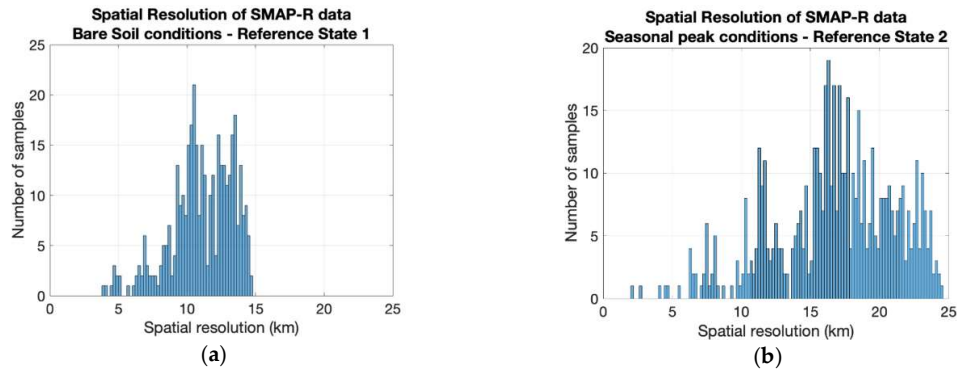 Spatial Resolution of SMAP-R data
Bare Soil conditions - Reference State 1
25
20
15
10
5
0
Number of samples
0 5 10 15 20 25
Spatial resolution (km)
(a)
Spatial Resolution of SMAP-R data
Seasonal peak conditions - Reference State 2
20
15
10
5
0
Number of samples
0 5 10 15 20 25
Spatial resolution (km)
(b)